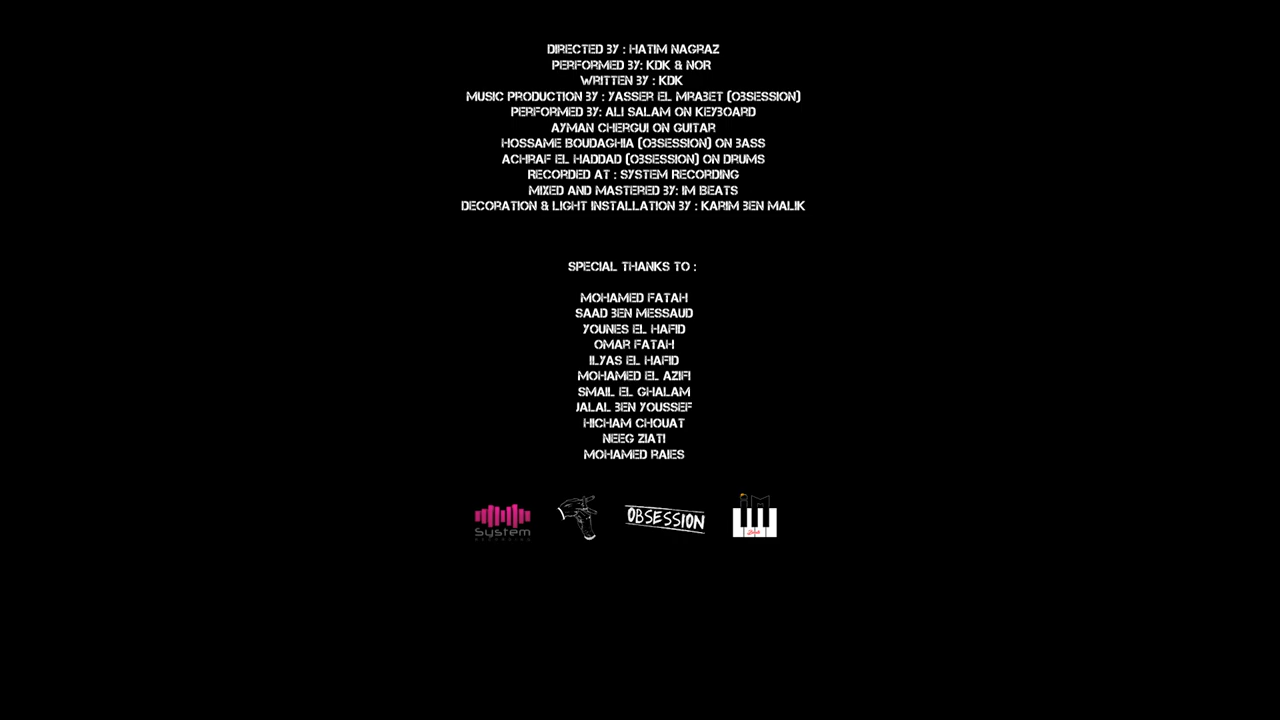 DIRECTED BY : HATIM NAGRAZ
PERFORMED BY: KDK & NOR
WRITTEN BY : KDK
MUSIC PRODUCTION BY : YASSER EL MRABET (OBSESSION)
PERFORMED BY: ALI SALAM ON KEYBOARD
AYMAN CHERGUI ON GUITAR
HOSSAME BOUDAGHIA (OBSESSION) ON BASS
ACHRAF EL HADDAD (OBSESSION) ON DRUMS
RECORDED AT : SYSTEM RECORDING
MIXED AND MASTERED BY: IM BEATS
DECORATION & LIGHT INSTALLATION BY : KARIM BEN MALIK
SPECIAL THANKS TO :
MOHAMED FATAH
SAAD BEN MESSAUD
YOUNES EL HAFID
OMAR FATAH
ILYAS EL HAFID
MOHAMED EL AZIFI
SMAIL EL GHALAM
JALAL BEN YOUSSEF
HICHAM CHOUAT
NEEG ZIATI
MOHAMED RAIES
System
RECORDING
OBSESSION